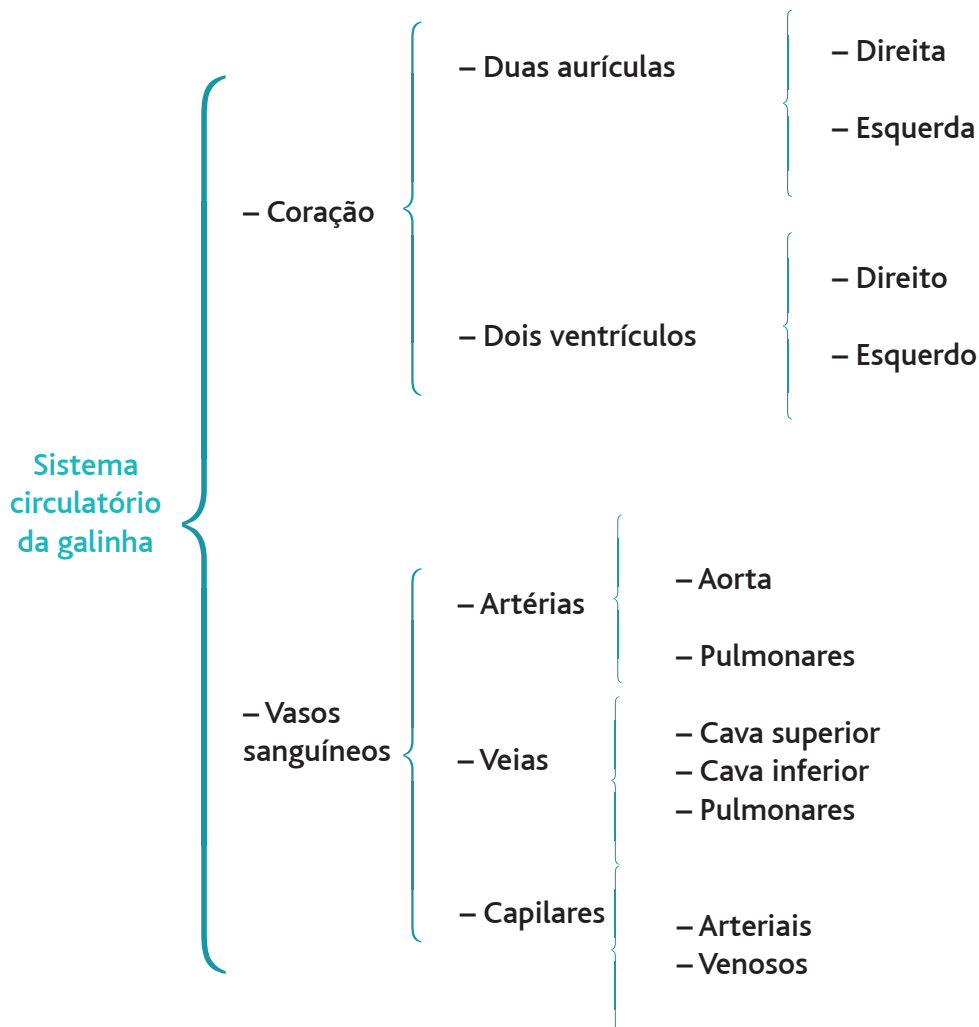 Sistema
circulatório
da galinha
– Coração
– Duas aurículas
– Direita
– Esquerda
– Dois ventrículos
– Direito
– Esquerdo
– Vasos
sanguíneos
– Artérias
– Aorta
– Pulmonares
– Veias
– Cava superior
– Cava inferior
– Pulmonares
– Capilares
– Arteriais
– Venosos